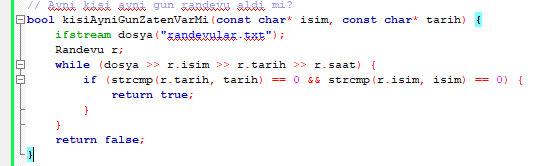 // Ayni kisi ayni gun randevu aldi mi?
bool kisiAyniGunZatenVarMi(const char* isim, const char* tarih) {
    ifstream dosya("randevular.txt");
    Randevu r;
    while (dosya >> r.isim >> r.tarih >> r.saat) {
        if (strcmp(r.tarih, tarih) == 0 && strcmp(r.isim, isim) == 0) {
            return true;
        }
    }
    return false;
}